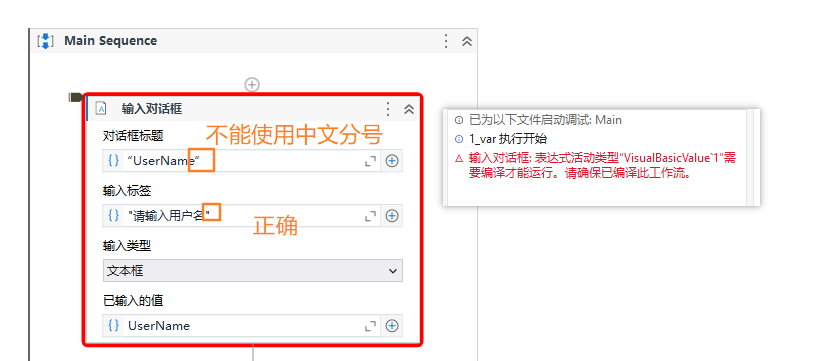 Main Sequence
输入对话框
对话框标题
不能使用中文分号
“UserName“
输入标签
"请输入用户名"
正确
输入类型
文本框
已输入的值
UserName
已为以下文件启动调试: Main
1_var 执行开始
输入对话框: 表达式活动类型“VisualBasicValue`1”需
要编译才能运行。请确保已编译此工作流。